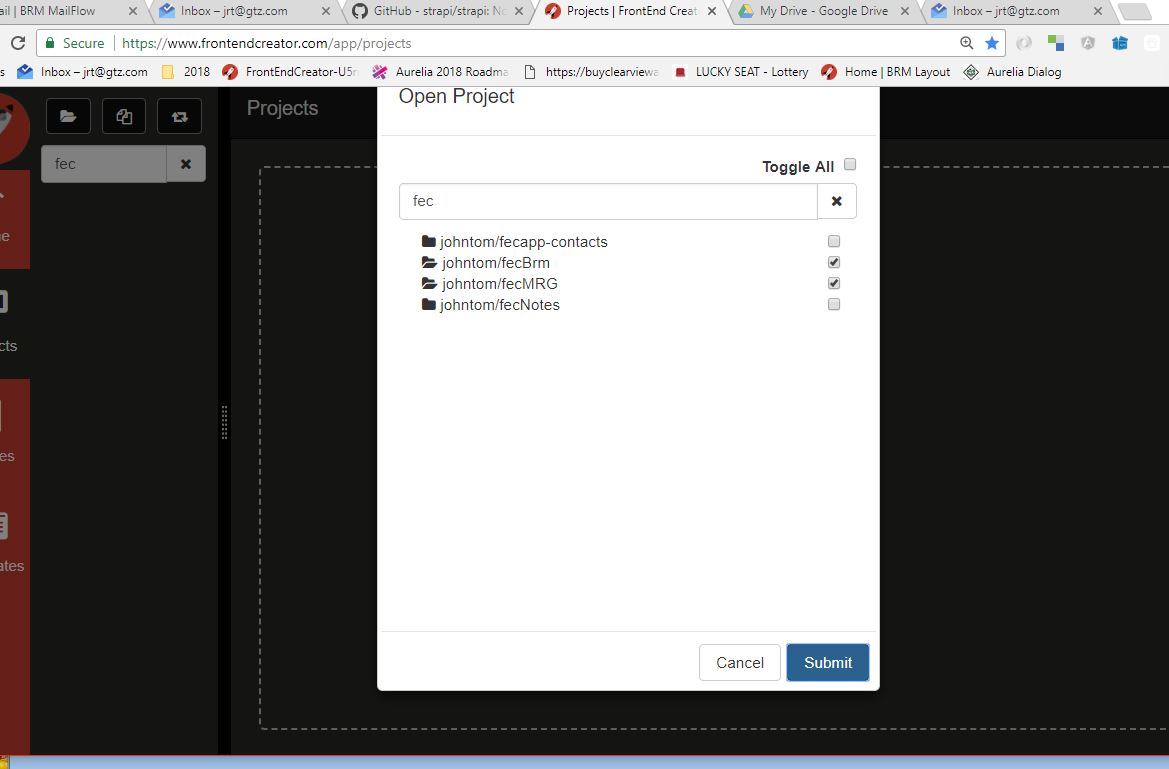 ail | BRM MailFlow
Inbox – jrt@gtz.com
GitHub - strapi/strapi: No
Projects | FrontEnd Creat
My Drive - Google Drive
Inbox – jrt@gtz.com
Secure
https://www.frontendcreator.com/app/projects
s
Inbox – jrt@gtz.com
2018
FrontEndCreator-U5r
Aurelia 2018 Roadma
https://buyclearviewa
LUCKY SEAT - Lottery
Home | BRM Layout
Aurelia Dialog
fec
Projects
Open Project
Toggle All
fec
johntom/fecapp-contacts
johntom/fecBrm
johntom/fecMRG
johntom/fecNotes
Cancel
Submit
e
cts
es
ates